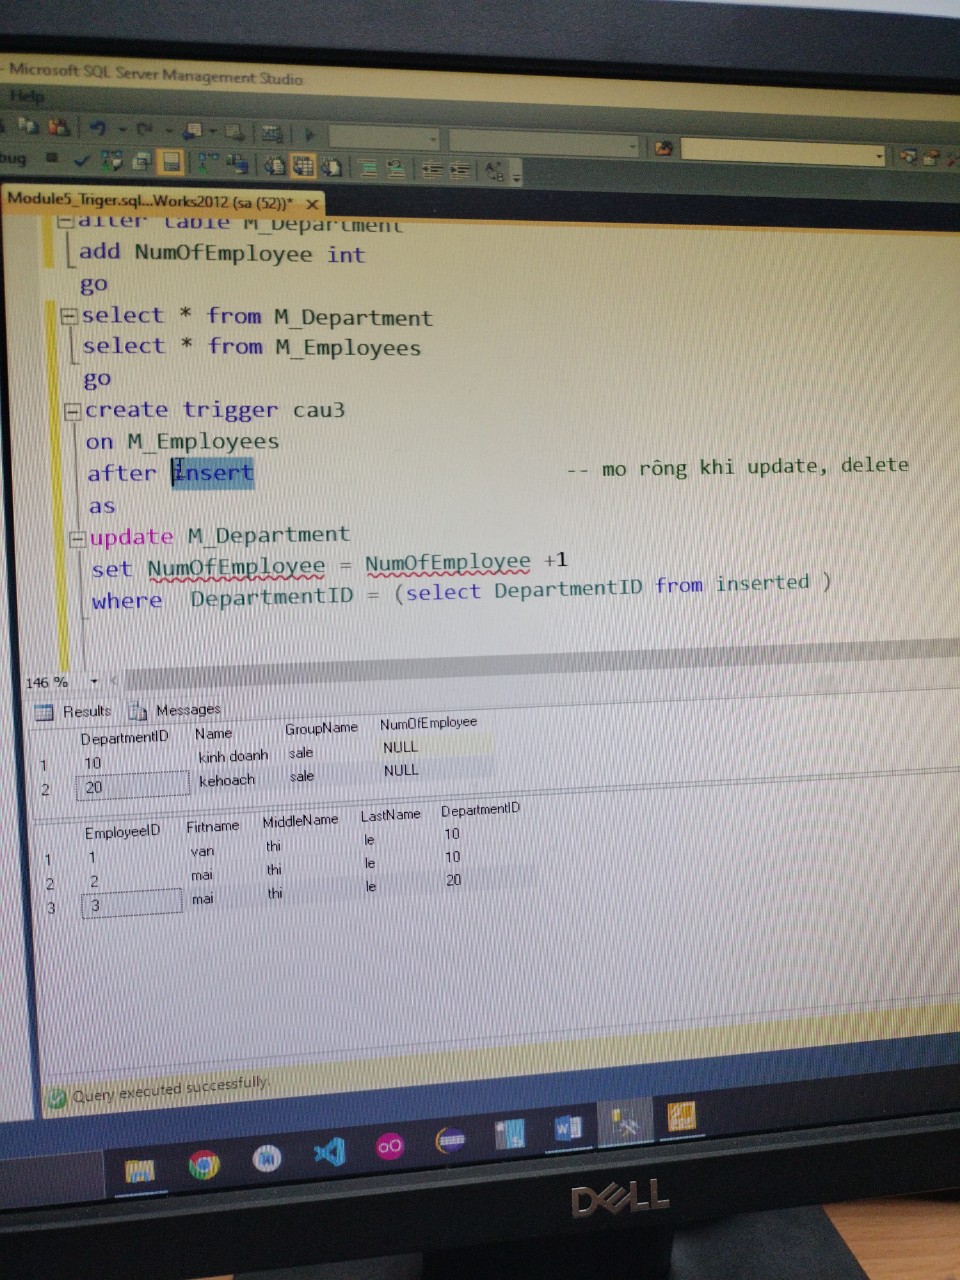 - Microsoft SQL Server Management Studio
Help
bug
Module5_Triger.sql...Works2012 (sa (52))* ×
alter table M_Department
add NumOfEmployee int
go
select * from M_Department
select * from M_Employees
go
create trigger cau3
on M_Employees
after insert -- mo rông khi update, delete
as
update M_Department
set NumOfEmployee = NumOfEmployee +1
where DepartmentID = (select DepartmentID from inserted )
146 %
Results Messages
DepartmentID Name GroupName NumOfEmployee
1 10 kinh doanh sale NULL
2 20 kehoach sale NULL
EmployeeID Firtname MiddleName LastName DepartmentID
1 1 van thi le 10
2 2 mai thi le 10
3 3 mai thi le 20
Query executed successfully.
DELL